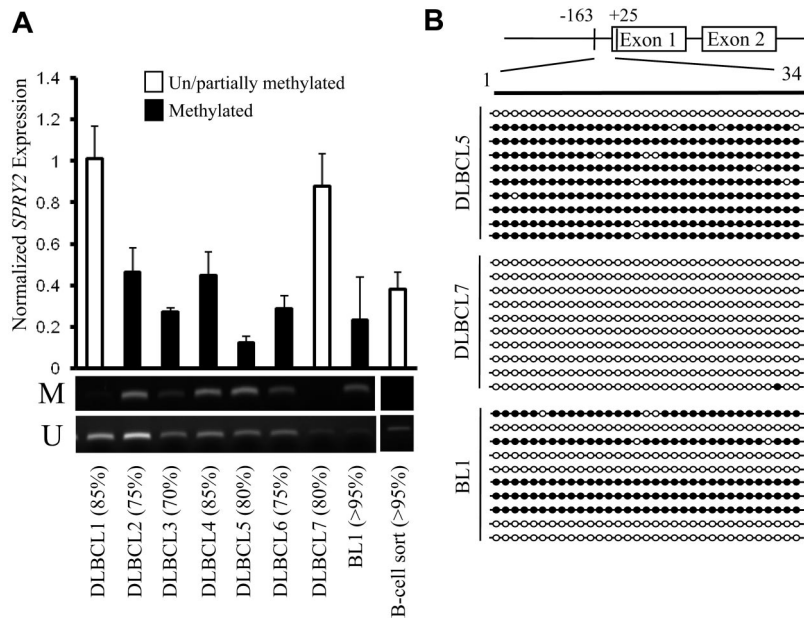 A
Normalized SPRY2 Expression
1.4
1.2
1
0.8
0.6
0.4
0.2
0
Un/partially methylated
Methylated
M
U
DLBCL1 (85%)
DLBCL2 (75%)
DLBCL3 (70%)
DLBCL4 (85%)
DLBCL5 (80%)
DLBCL6 (75%)
DLBCL7 (80%)
BL1 (>95%)
B-cell sort (>95%)
B
-163 +25
Exon 1 Exon 2
1 34
DLBCL5
DLBCL7
BL1